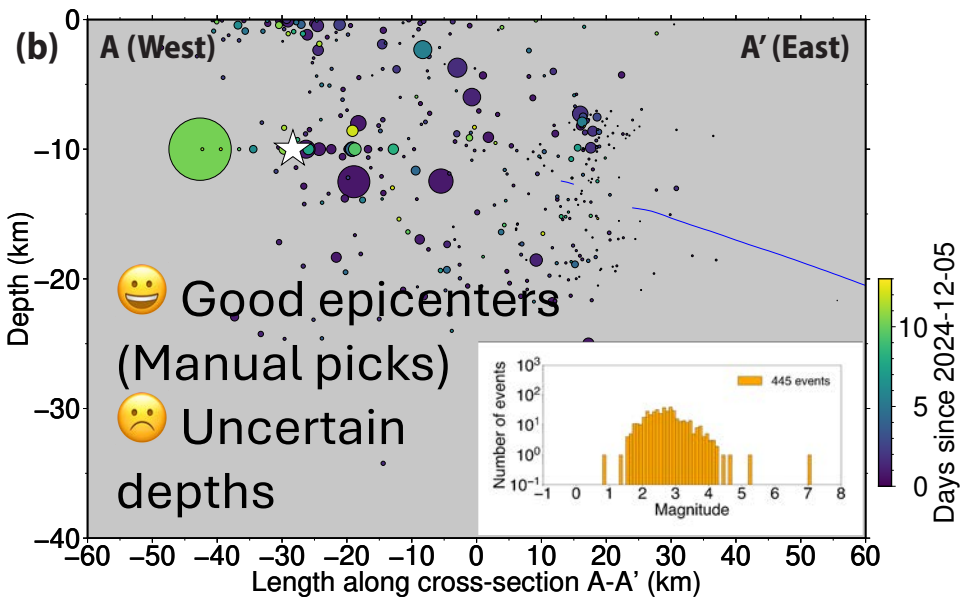 (b)
A (West)
A′ (East)
0
−10
−20
−30
−40
Depth (km)
😀 Good epicenters
(Manual picks)
☹️ Uncertain
depths
10³
10²
10¹
10⁰
10⁻¹
Number of events
445 events
−1 0 1 2 3 4 5 6 7 8
Magnitude
10
5
0
Days since 2024-12-05
−60 −50 −40 −30 −20 −10 0 10 20 30 40 50 60
Length along cross-section A-A’ (km)